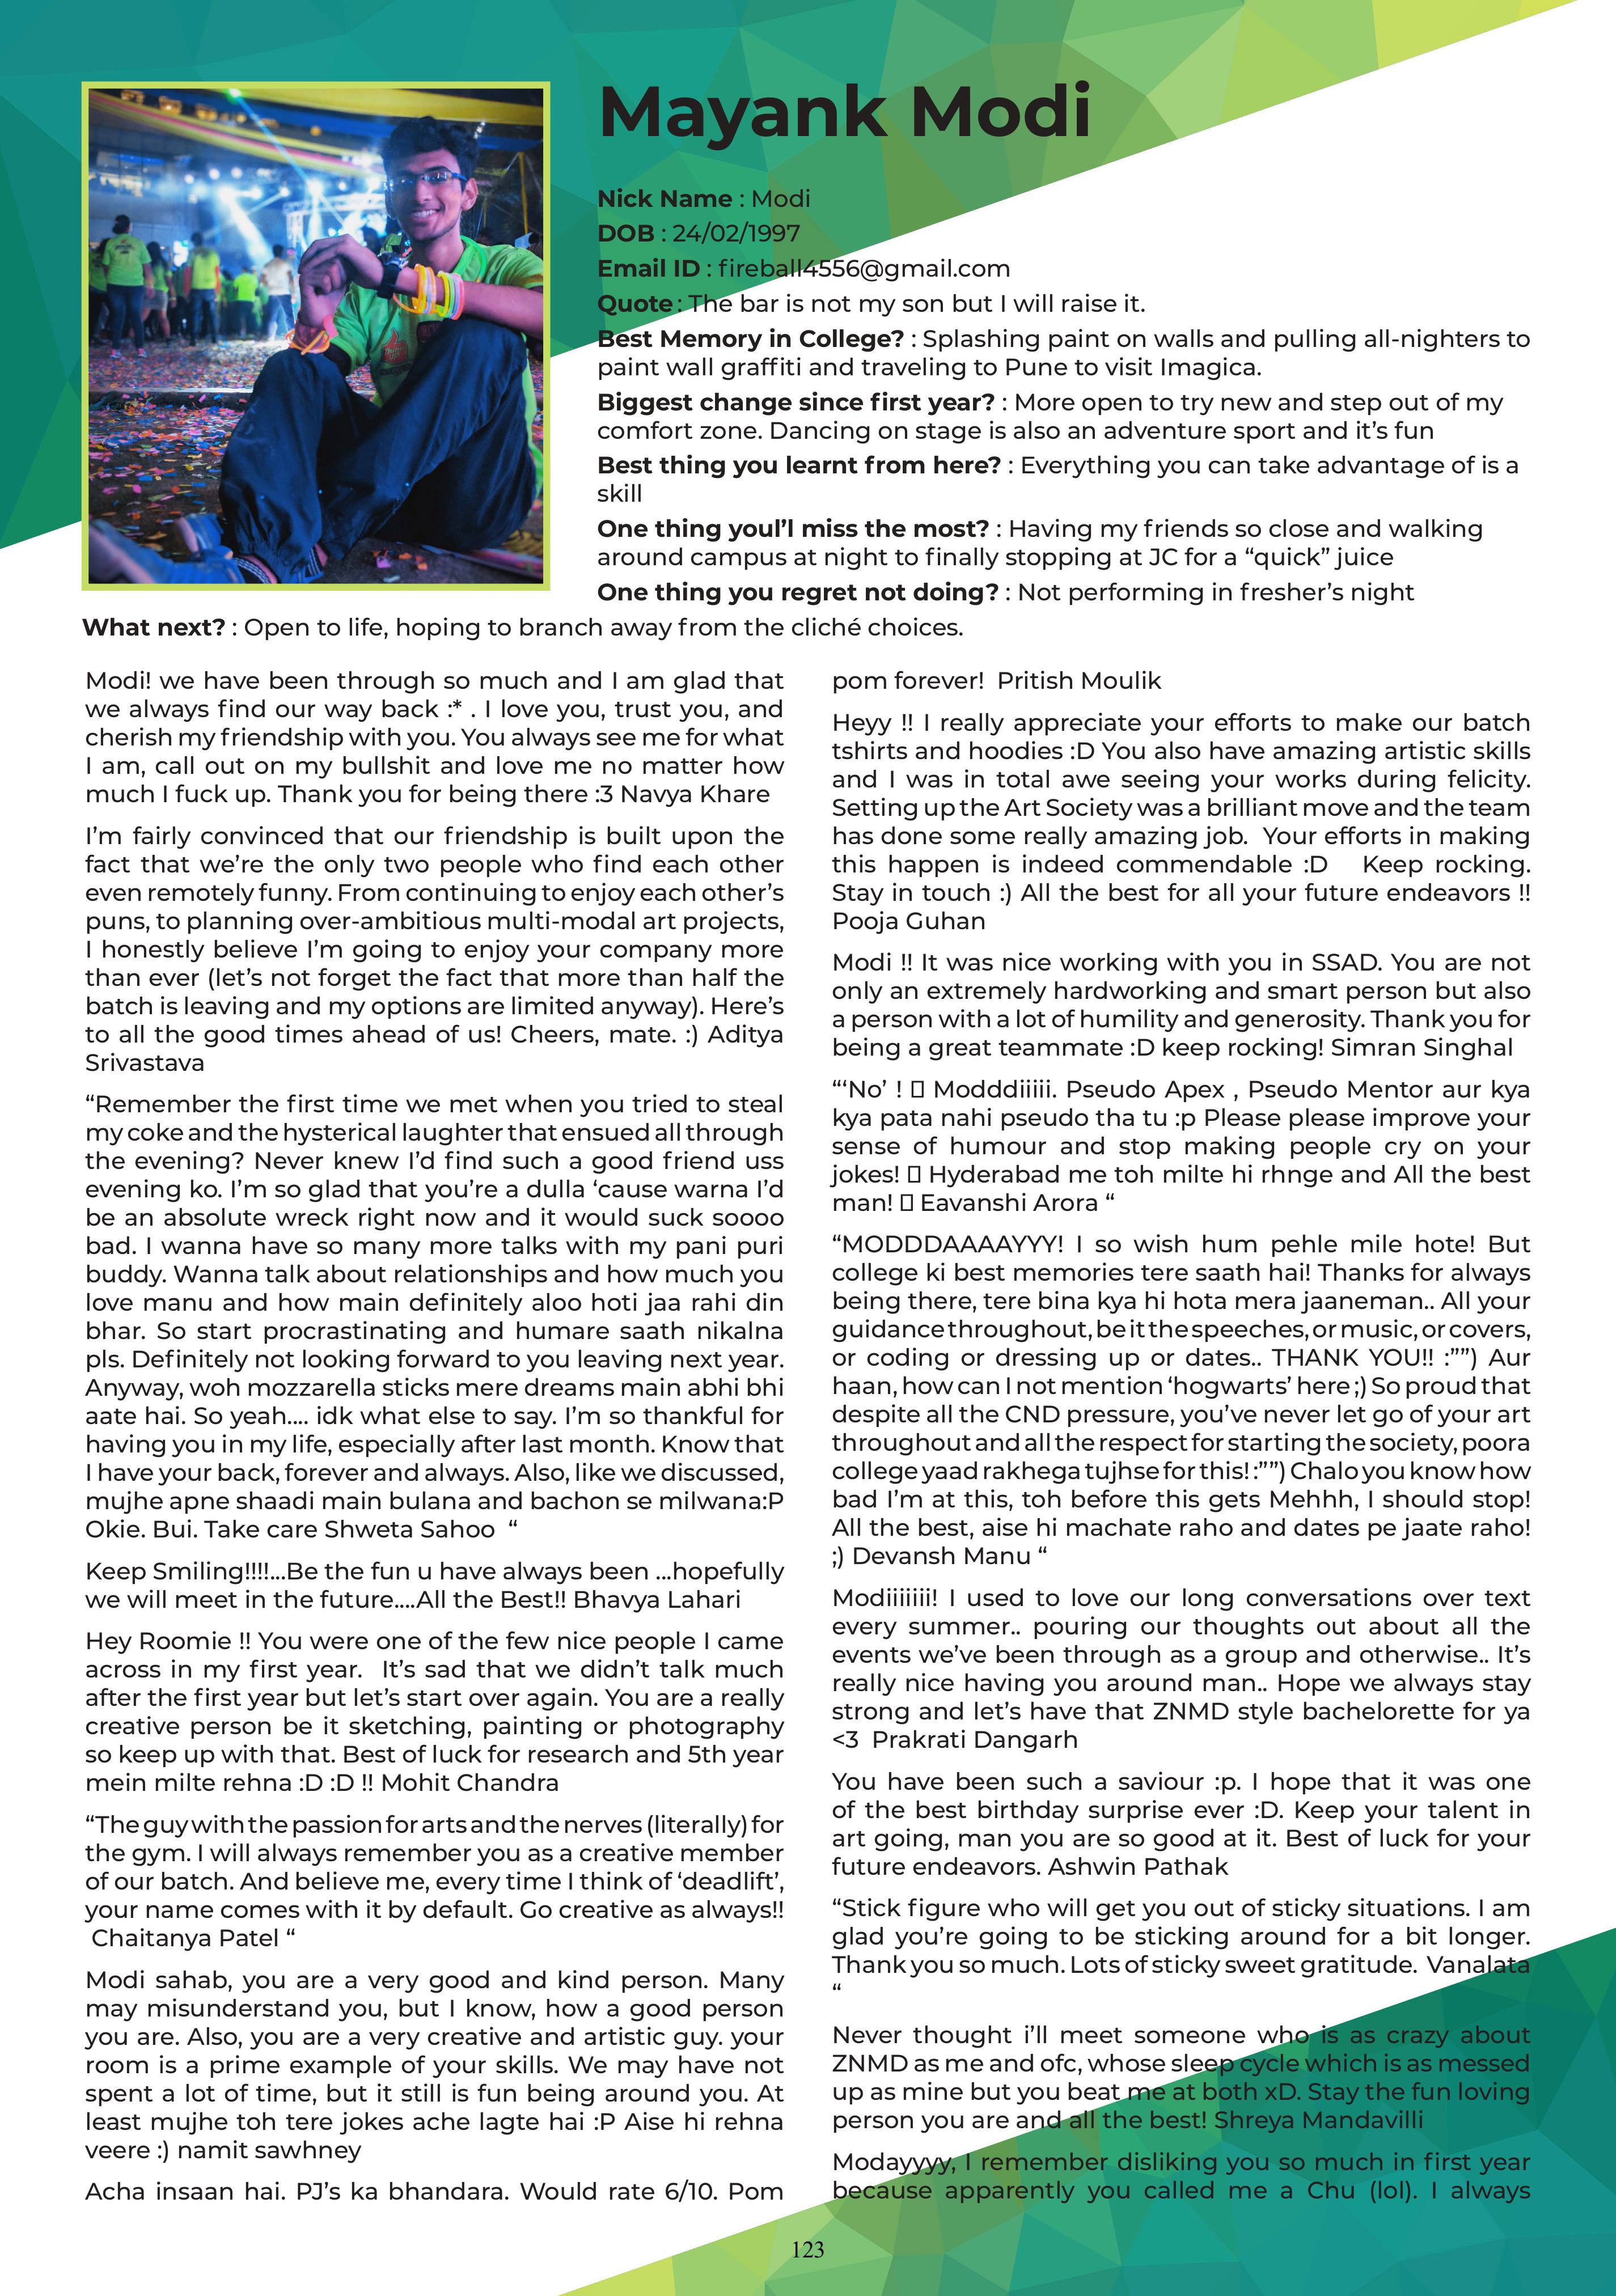 Mayank Modi
Nick Name : Modi
DOB : 24/02/1997
Email ID : fireball4556@gmail.com
Quote : The bar is not my son but I will raise it.
Best Memory in College? : Splashing paint on walls and pulling all-nighters to
paint wall graffiti and traveling to Pune to visit Imagica.
Biggest change since first year? : More open to try new and step out of my
comfort zone. Dancing on stage is also an adventure sport and it’s fun
Best thing you learnt from here? : Everything you can take advantage of is a
skill
One thing youl’l miss the most? : Having my friends so close and walking
around campus at night to finally stopping at JC for a “quick” juice
One thing you regret not doing? : Not performing in fresher’s night
What next? : Open to life, hoping to branch away from the cliché choices.
Modi! we have been through so much and I am glad that
we always find our way back :* . I love you, trust you, and
cherish my friendship with you. You always see me for what
I am, call out on my bullshit and love me no matter how
much I fuck up. Thank you for being there :3 Navya Khare
I’m fairly convinced that our friendship is built upon the
fact that we’re the only two people who find each other
even remotely funny. From continuing to enjoy each other’s
puns, to planning over-ambitious multi-modal art projects,
I honestly believe I’m going to enjoy your company more
than ever (let’s not forget the fact that more than half the
batch is leaving and my options are limited anyway). Here’s
to all the good times ahead of us! Cheers, mate. :) Aditya
Srivastava
“Remember the first time we met when you tried to steal
my coke and the hysterical laughter that ensued all through
the evening? Never knew I’d find such a good friend uss
evening ko. I’m so glad that you’re a dulla ‘cause warna I’d
be an absolute wreck right now and it would suck soooo
bad. I wanna have so many more talks with my pani puri
buddy. Wanna talk about relationships and how much you
love manu and how main definitely aloo hoti jaa rahi din
bhar. So start procrastinating and humare saath nikalna
pls. Definitely not looking forward to you leaving next year.
Anyway, woh mozzarella sticks mere dreams main abhi bhi
aate hai. So yeah.... idk what else to say. I’m so thankful for
having you in my life, especially after last month. Know that
I have your back, forever and always. Also, like we discussed,
mujhe apne shaadi main bulana and bachon se milwana:P
Okie. Bui. Take care Shweta Sahoo “
Keep Smiling!!!!...Be the fun u have always been ...hopefully
we will meet in the future....All the Best!! Bhavya Lahari
Hey Roomie !! You were one of the few nice people I came
across in my first year. It’s sad that we didn’t talk much
after the first year but let’s start over again. You are a really
creative person be it sketching, painting or photography
so keep up with that. Best of luck for research and 5th year
mein milte rehna :D :D !! Mohit Chandra
“The guy with the passion for arts and the nerves (literally) for
the gym. I will always remember you as a creative member
of our batch. And believe me, every time I think of ‘deadlift’,
your name comes with it by default. Go creative as always!!
Chaitanya Patel “
Modi sahab, you are a very good and kind person. Many
may misunderstand you, but I know, how a good person
you are. Also, you are a very creative and artistic guy. your
room is a prime example of your skills. We may have not
spent a lot of time, but it still is fun being around you. At
least mujhe toh tere jokes ache lagte hai :P Aise hi rehna
veere :) namit sawhney
Acha insaan hai. PJ’s ka bhandara. Would rate 6/10. Pom
pom forever! Pritish Moulik
Heyy !! I really appreciate your efforts to make our batch
tshirts and hoodies :D You also have amazing artistic skills
and I was in total awe seeing your works during felicity.
Setting up the Art Society was a brilliant move and the team
has done some really amazing job. Your efforts in making
this happen is indeed commendable :D Keep rocking.
Stay in touch :) All the best for all your future endeavors !!
Pooja Guhan
Modi !! It was nice working with you in SSAD. You are not
only an extremely hardworking and smart person but also
a person with a lot of humility and generosity. Thank you for
being a great teammate :D keep rocking! Simran Singhal
“‘No’ ! ▯ Modddiiiii. Pseudo Apex , Pseudo Mentor aur kya
kya pata nahi pseudo tha tu :p Please please improve your
sense of humour and stop making people cry on your
jokes! ▯ Hyderabad me toh milte hi rhnge and All the best
man! ▯ Eavanshi Arora “
“MODDDAAAAYYY! I so wish hum pehle mile hote! But
college ki best memories tere saath hai! Thanks for always
being there, tere bina kya hi hota mera jaaneman.. All your
guidance throughout, be it the speeches, or music, or covers,
or coding or dressing up or dates.. THANK YOU!! :””) Aur
haan, how can I not mention ‘hogwarts’ here ;) So proud that
despite all the CND pressure, you’ve never let go of your art
throughout and all the respect for starting the society, poora
college yaad rakhega tujhse for this! :””) Chalo you know how
bad I’m at this, toh before this gets Mehhh, I should stop!
All the best, aise hi machate raho and dates pe jaate raho!
;) Devansh Manu “
Modiiiiiii! I used to love our long conversations over text
every summer.. pouring our thoughts out about all the
events we’ve been through as a group and otherwise.. It’s
really nice having you around man.. Hope we always stay
strong and let’s have that ZNMD style bachelorette for ya
<3 Prakrati Dangarh
You have been such a saviour :p. I hope that it was one
of the best birthday surprise ever :D. Keep your talent in
art going, man you are so good at it. Best of luck for your
future endeavors. Ashwin Pathak
“Stick figure who will get you out of sticky situations. I am
glad you’re going to be sticking around for a bit longer.
Thank you so much. Lots of sticky sweet gratitude. Vanalata
“
Never thought i’ll meet someone who is as crazy about
ZNMD as me and ofc, whose sleep cycle which is as messed
up as mine but you beat me at both xD. Stay the fun loving
person you are and all the best! Shreya Mandavilli
Modayyyy, I remember disliking you so much in first year
because apparently you called me a Chu (lol). I always
123